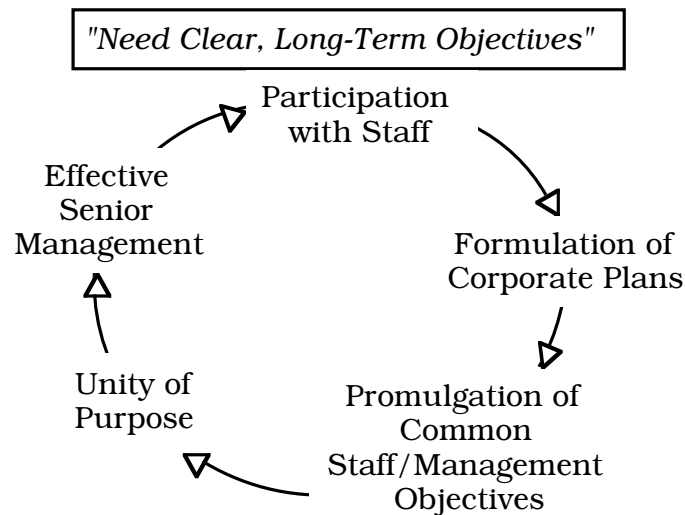 "Need Clear, Long-Term Objectives"
Participation
with Staff
Effective
Senior
Management
Formulation of
Corporate Plans
Unity of
Purpose
Promulgation of
Common
Staff/Management
Objectives